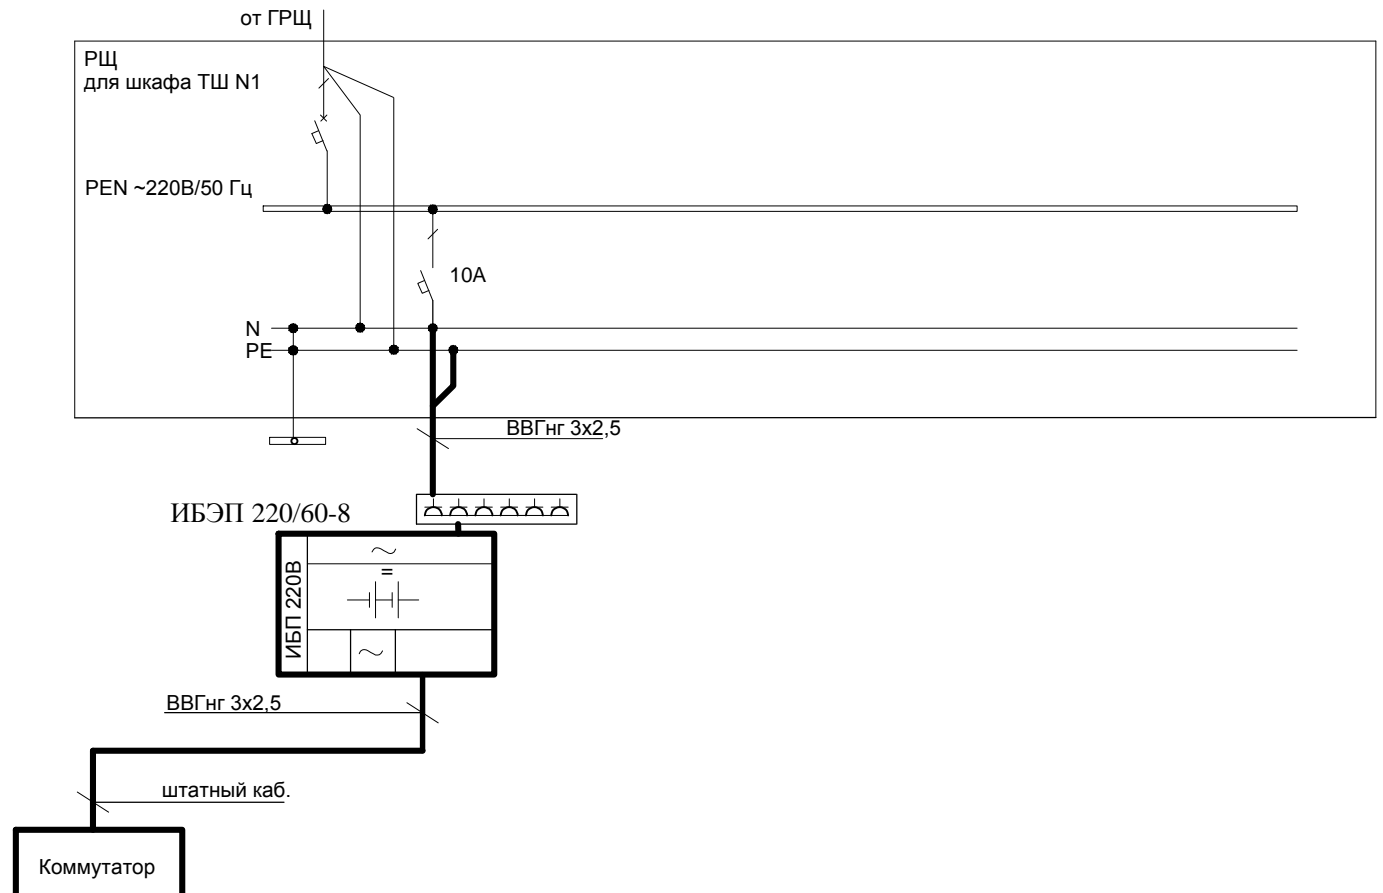 от ГРЩ
РЩ
для шкафа ТШ N1
PEN ~220В/50 Гц
10А
N
PE
ВВГнг 3х2,5
ИБЭП 220/60-8
ИБП 220В
~
=
~
ВВГнг 3х2,5
штатный каб.
Коммутатор